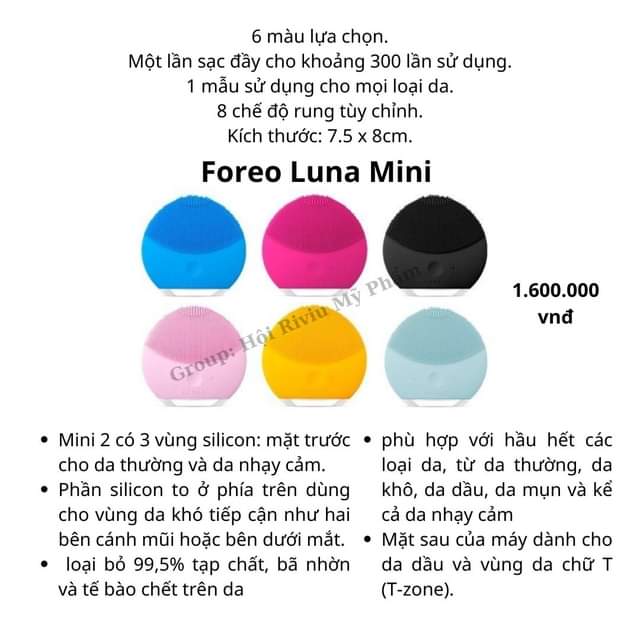 6 màu lựa chọn.
Một lần sạc đầy cho khoảng 300 lần sử dụng.
1 mẫu sử dụng cho mọi loại da.
8 chế độ rung tùy chỉnh.
Kích thước: 7.5 x 8cm.
Foreo Luna Mini
Group: Hội Riviu Mỹ Phẩm
1.600.000
vnđ
• Mini 2 có 3 vùng silicon: mặt trước
cho da thường và da nhạy cảm.
• Phần silicon to ở phía trên dùng
cho vùng da khó tiếp cận như hai
bên cánh mũi hoặc bên dưới mắt.
• loại bỏ 99,5% tạp chất, bã nhờn
và tế bào chết trên da
• phù hợp với hầu hết các
loại da, từ da thường, da
khô, da dầu, da mụn và kể
cả da nhạy cảm
• Mặt sau của máy dành cho
da dầu và vùng da chữ T
(T-zone).